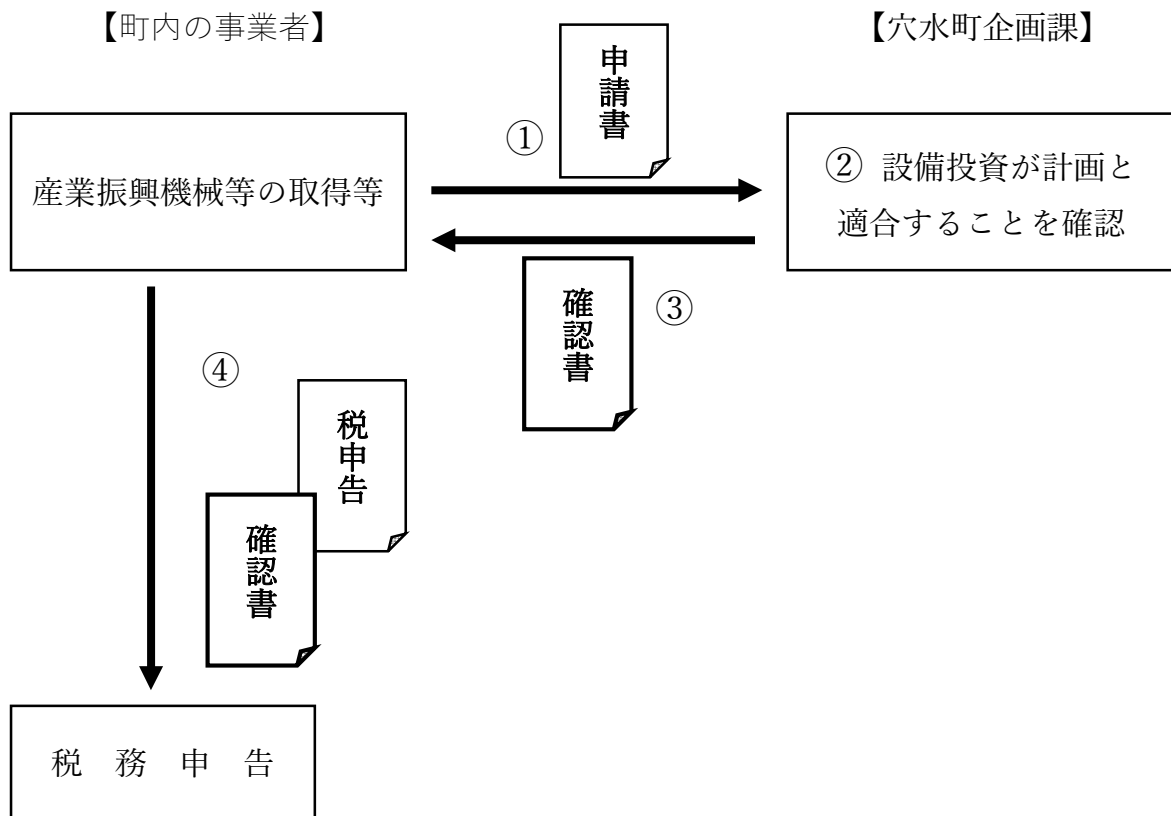 【町内の事業者】
【穴水町企画課】
申請書
①
産業振興機械等の取得等
② 設備投資が計画と
適合することを確認
確認書
③
④
税申告
確認書
税務申告